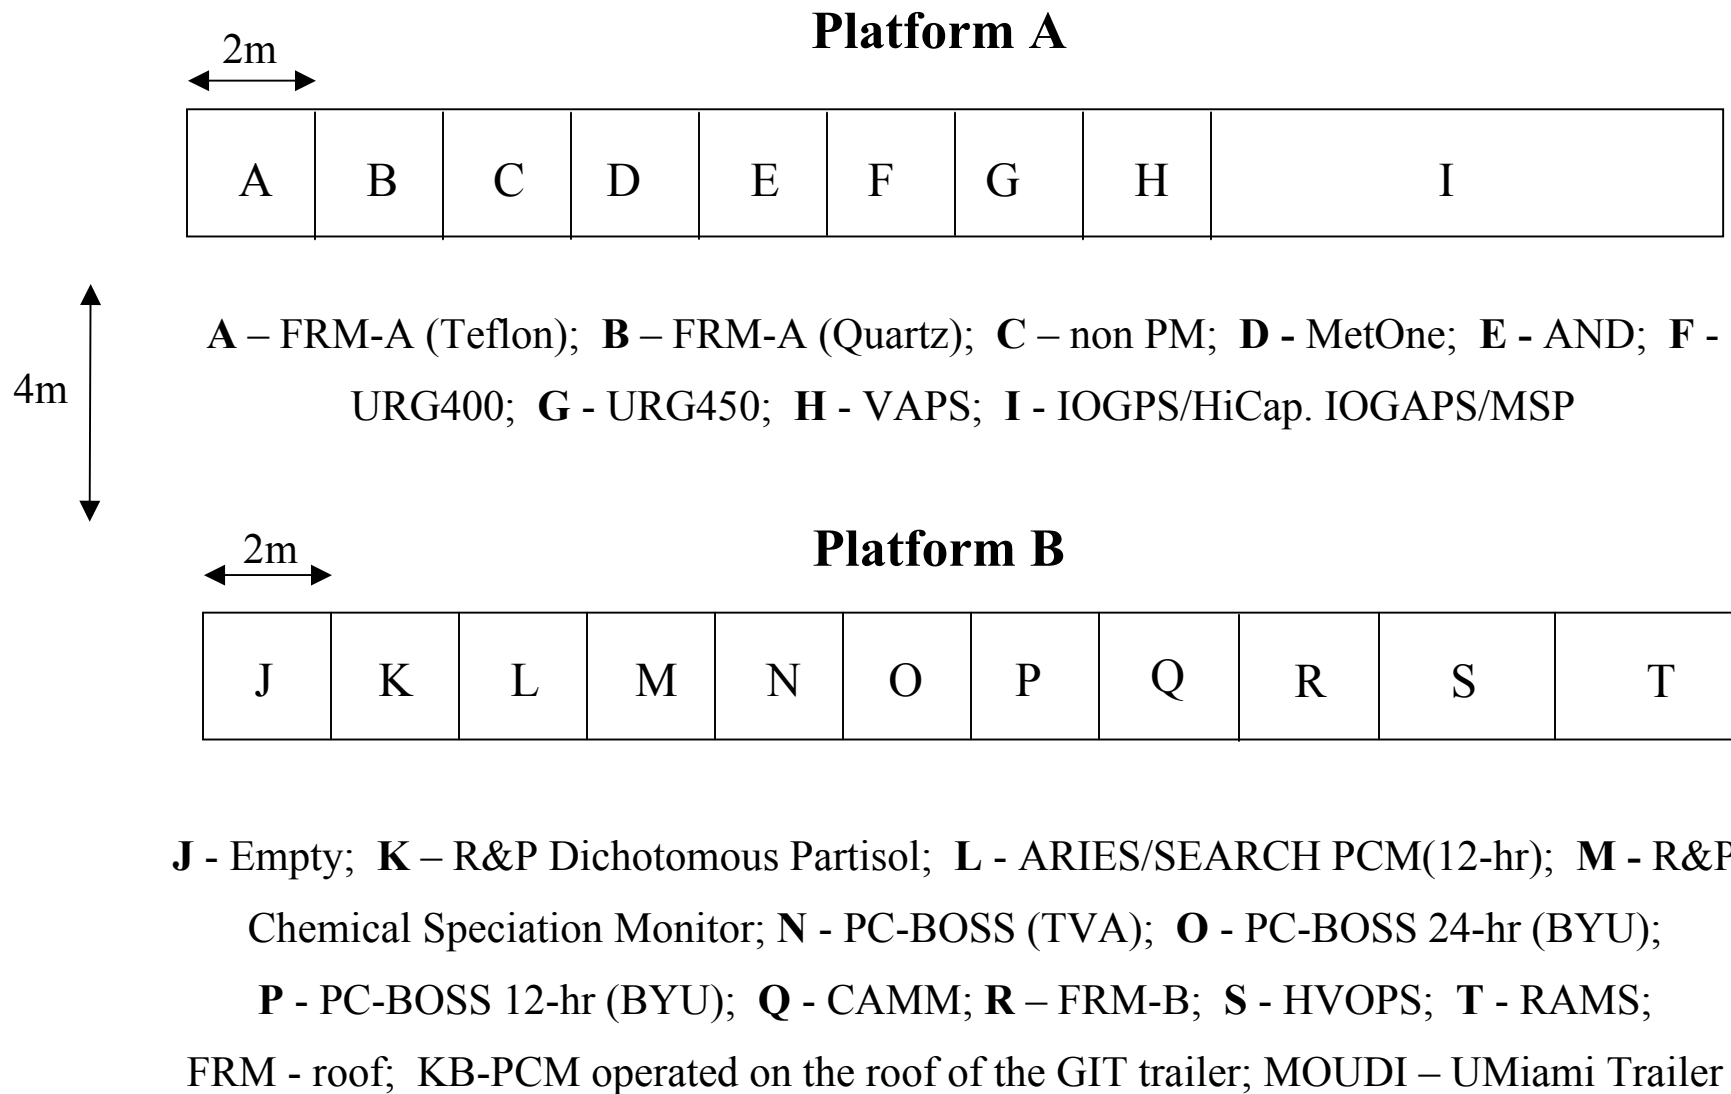 Platform A
2m
A B C D E F G H I
A – FRM-A (Teflon); B – FRM-A (Quartz); C – non PM; D - MetOne; E - AND; F -
4m
URG400; G - URG450; H - VAPS; I - IOGPS/HiCap. IOGAPS/MSP
Platform B
2m
J K L M N O P Q R S T
J - Empty; K – R&P Dichotomous Partisol; L - ARIES/SEARCH PCM(12-hr); M - R&P
Chemical Speciation Monitor; N - PC-BOSS (TVA); O - PC-BOSS 24-hr (BYU);
P - PC-BOSS 12-hr (BYU); Q - CAMM; R – FRM-B; S - HVOPS; T - RAMS;
FRM - roof; KB-PCM operated on the roof of the GIT trailer; MOUDI – UMiami Trailer